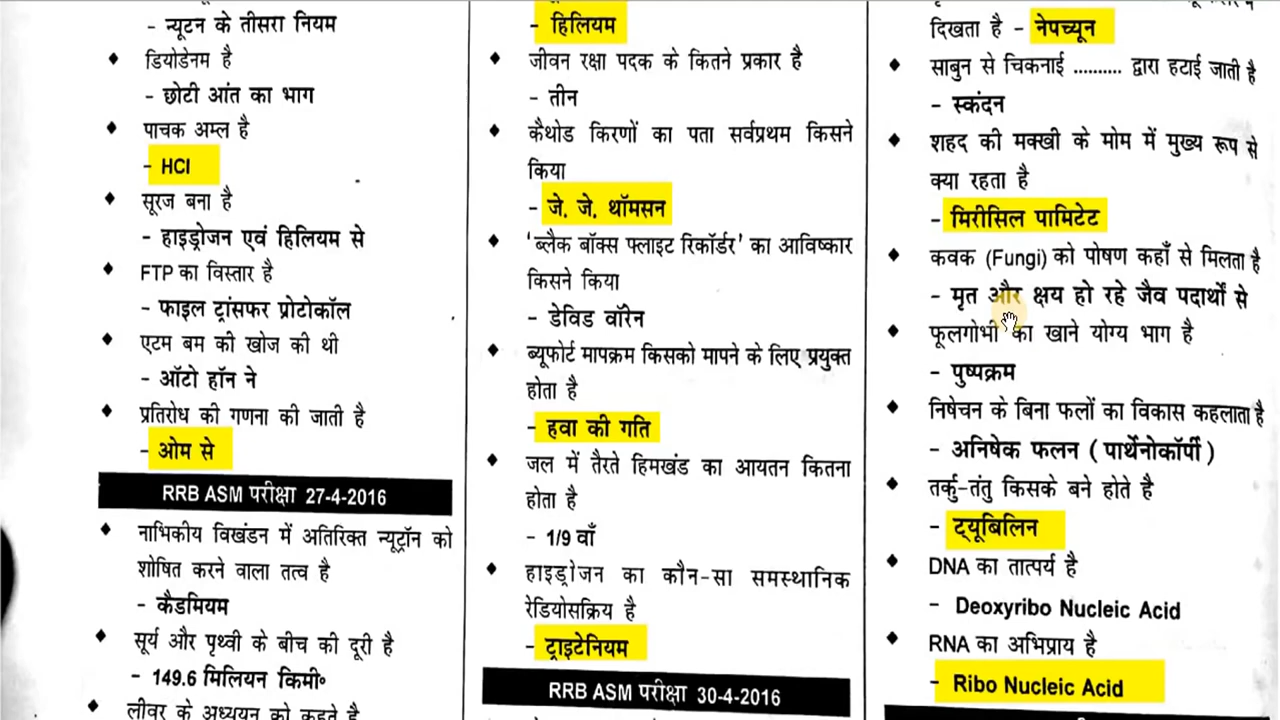 - न्यूटन के तीसरा नियम
♦ डियोडेनम है
- छोटी आंत का भाग
♦ पाचक अम्ल है
- HCl
♦ सूरज बना है
- हाइड्रोजन एवं हिलियम से
♦ FTP का विस्तार है
- फाइल ट्रांसफर प्रोटोकॉल
♦ एटम बम की खोज की थी
- ऑटो हॉन ने
♦ प्रतिरोध की गणना की जाती है
- ओम से
RRB ASM परीक्षा 27-4-2016
♦ नाभिकीय विखंडन में अतिरिक्त न्यूट्रॉन को
शोषित करने वाला तत्व है
- कैडमियम
♦ सूर्य और पृथ्वी के बीच की दूरी है
- 149.6 मिलियन किमी०
♦ लीवर के अध्ययन को कहते है
- हिलियम
♦ जीवन रक्षा पदक के कितने प्रकार है
- तीन
♦ कैथोड किरणों का पता सर्वप्रथम किसने
किया
- जे. जे. थॉमसन
♦ 'ब्लैक बॉक्स फ्लाइट रिकॉर्डर' का आविष्कार
किसने किया
- डेविड वॉरेन
♦ ब्यूफोर्ट मापक्रम किसको मापने के लिए प्रयुक्त
होता है
- हवा की गति
♦ जल में तैरते हिमखंड का आयतन कितना
होता है
- 1/9 वाँ
♦ हाइड्रोजन का कौन-सा समस्थानिक
रेडियोसक्रिय है
- ट्राइटेनियम
RRB ASM परीक्षा 30-4-2016
दिखता है - नेपच्यून
♦ साबुन से चिकनाई .......... द्वारा हटाई जाती है
- स्कंदन
♦ शहद की मक्खी के मोम में मुख्य रूप से
क्या रहता है
- मिरीसिल पामिटेट
♦ कवक (Fungi) को पोषण कहाँ से मिलता है
- मृत और क्षय हो रहे जैव पदार्थों से
♦ फूलगोभी का खाने योग्य भाग है
- पुष्पक्रम
♦ निषेचन के बिना फलों का विकास कहलाता है
- अनिषेक फलन ( पार्थेनोकॉर्पी )
♦ तर्कु-तंतु किसके बने होते है
- ट्यूबिलिन
♦ DNA का तात्पर्य है
- Deoxyribo Nucleic Acid
♦ RNA का अभिप्राय है
- Ribo Nucleic Acid